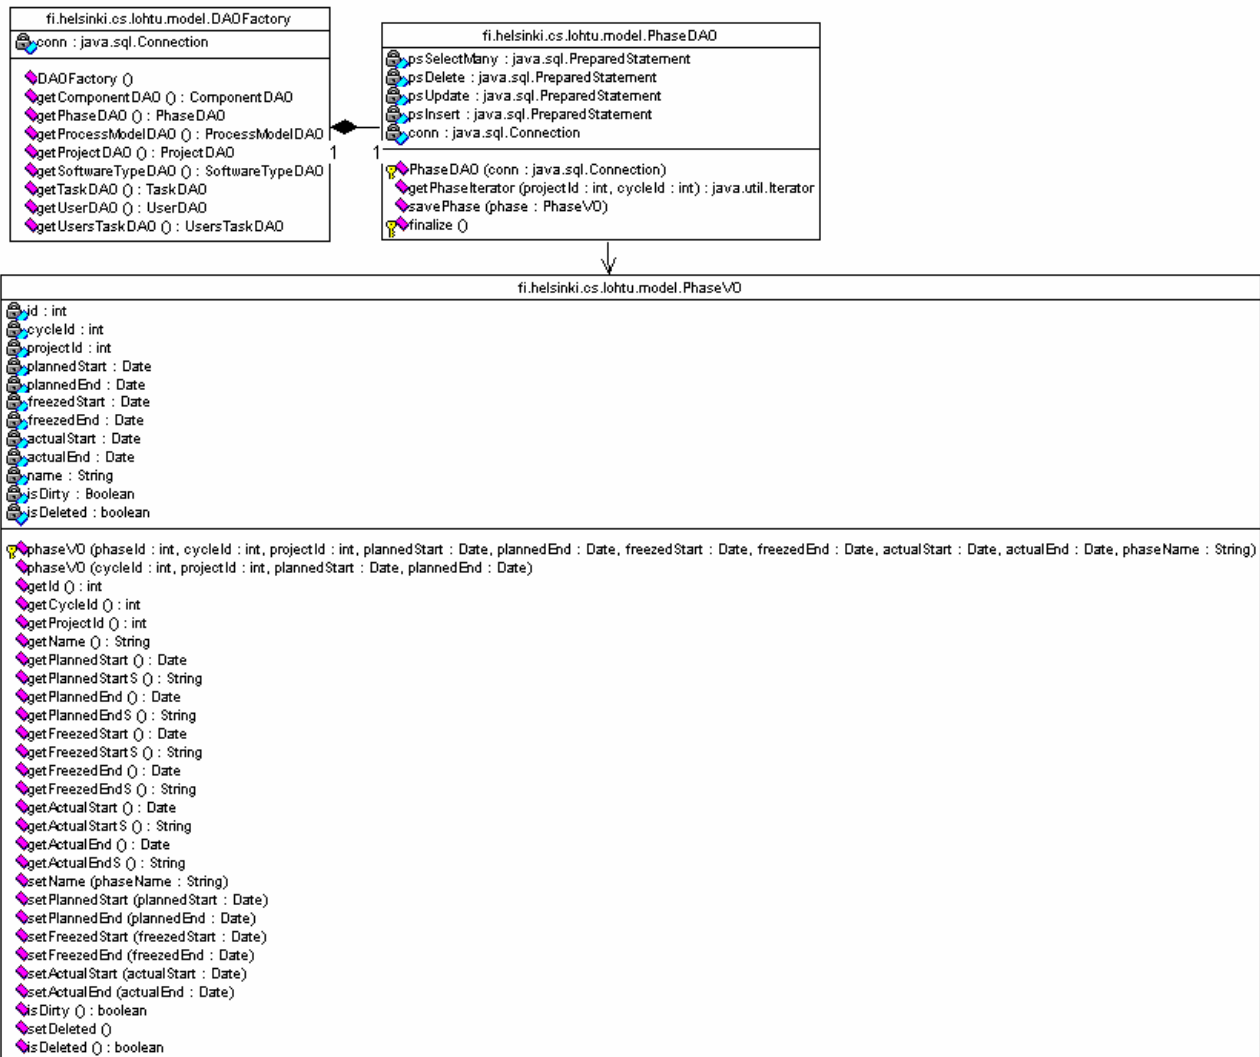 fi.helsinki.cs.lohtu.model.DAOFactory
conn : java.sql.Connection
DAOFactory ()
getComponentDAO () : ComponentDAO
getPhaseDAO () : PhaseDAO
getProcessModelDAO () : ProcessModelDAO
getProjectDAO () : ProjectDAO
getSoftwareTypeDAO () : SoftwareTypeDAO
getTaskDAO () : TaskDAO
getUserDAO () : UserDAO
getUsersTaskDAO () : UsersTaskDAO
1
1
fi.helsinki.cs.lohtu.model.PhaseDAO
psSelectMany : java.sql.PreparedStatement
psDelete : java.sql.PreparedStatement
psUpdate : java.sql.PreparedStatement
psInsert : java.sql.PreparedStatement
conn : java.sql.Connection
PhaseDAO (conn : java.sql.Connection)
getPhaseIterator (projectId : int, cycleId : int) : java.util.Iterator
savePhase (phase : PhaseVO)
finalize ()
fi.helsinki.cs.lohtu.model.PhaseVO
id : int
cycleId : int
projectId : int
plannedStart : Date
plannedEnd : Date
freezedStart : Date
freezedEnd : Date
actualStart : Date
actualEnd : Date
name : String
isDirty : Boolean
isDeleted : boolean
phaseVO (phaseId : int, cycleId : int, projectId : int, plannedStart : Date, plannedEnd : Date, freezedStart : Date, freezedEnd : Date, actualStart : Date, actualEnd : Date, phaseName : String)
phaseVO (cycleId : int, projectId : int, plannedStart : Date, plannedEnd : Date)
getId () : int
getCycleId () : int
getProjectId () : int
getName () : String
getPlannedStart () : Date
getPlannedStartS () : String
getPlannedEnd () : Date
getPlannedEndS () : String
getFreezedStart () : Date
getFreezedStartS () : String
getFreezedEnd () : Date
getFreezedEndS () : String
getActualStart () : Date
getActualStartS () : String
getActualEnd () : Date
getActualEndS () : String
setName (phaseName : String)
setPlannedStart (plannedStart : Date)
setPlannedEnd (plannedEnd : Date)
setFreezedStart (freezedStart : Date)
setFreezedEnd (freezedEnd : Date)
setActualStart (actualStart : Date)
setActualEnd (actualEnd : Date)
isDirty () : boolean
setDeleted ()
isDeleted () : boolean